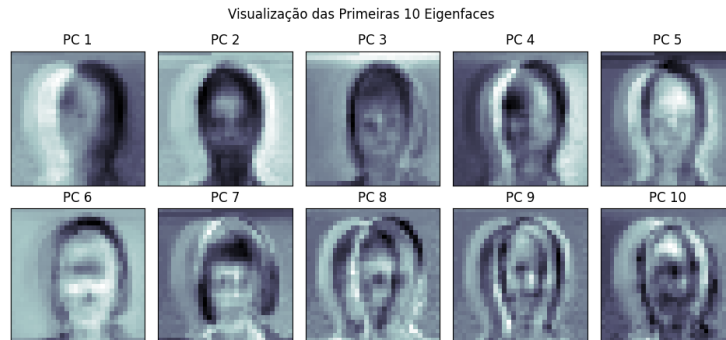 Visualização das Primeiras 10 Eigenfaces
PC 1 PC 2 PC 3 PC 4 PC 5
PC 6 PC 7 PC 8 PC 9 PC 10